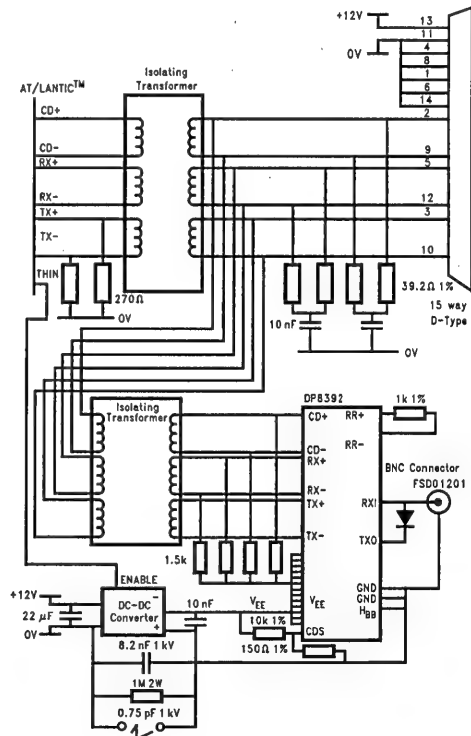 +12V
13
11
4
0V
8
1
6
14
2
9
5
12
3
10
Isolating
Transformer
AT/LANTIC™
CD+
CD-
RX+
RX-
TX+
TX-
THIN
270Ω
0V
39.2Ω 1%
15 way
D-Type
10 nF
0V
Isolating
Transformer
DP8392
CD+
RR+
1k 1%
RR-
CD-
RX+
BNC Connector
FSD01201
RX-
TX+
RXI
TX-
TXO
1.5k
GND
GND
HBB
VEE
VEE
CDS
10k 1%
150Ω 1%
ENABLE
+12V
DC-DC
Converter
-
+
10 nF
22 μF
0V
8.2 nF 1 kV
1M 2W
0.75 pF 1 kV